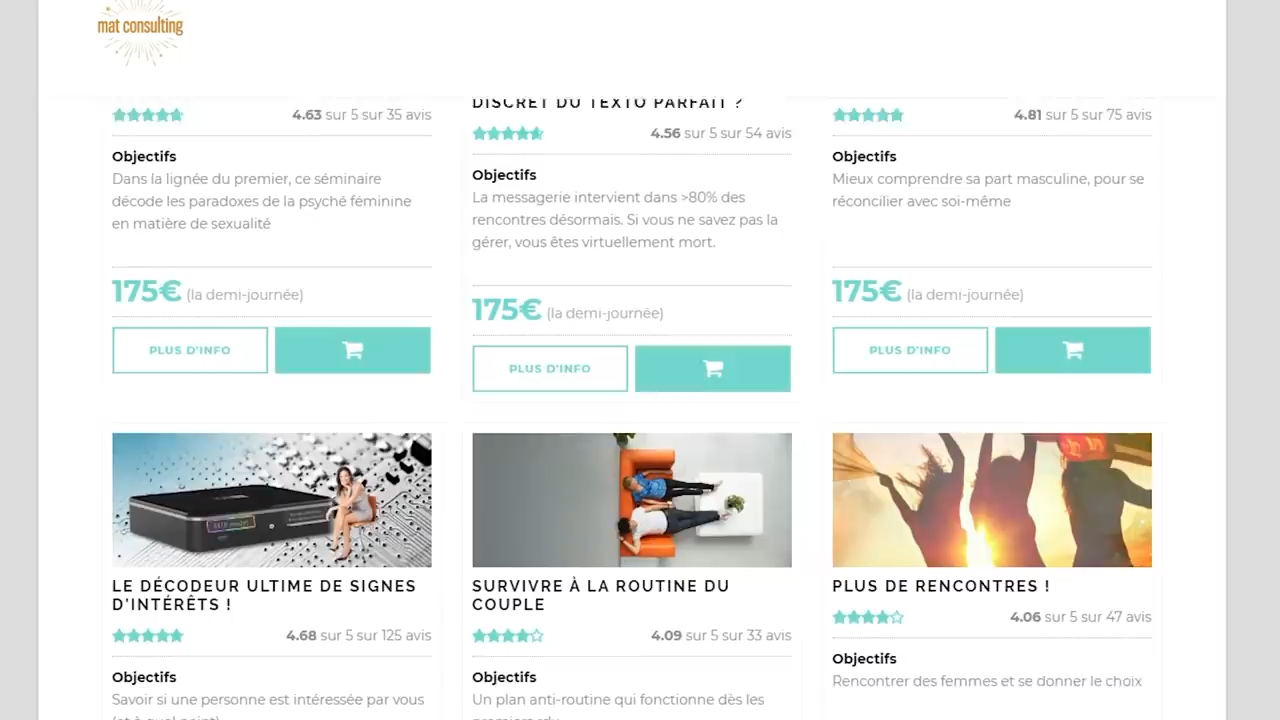 mat consulting
4.63 sur 5 sur 35 avis
Objectifs
Dans la lignée du premier, ce séminaire
décode les paradoxes de la psyché féminine
en matière de sexualité
175€ (la demi-journée)
PLUS D'INFO
DISCRET DU TEXTO PARFAIT ?
4.56 sur 5 sur 54 avis
Objectifs
La messagerie intervient dans >80% des
rencontres désormais. Si vous ne savez pas la
gérer, vous êtes virtuellement mort.
175€ (la demi-journée)
PLUS D'INFO
4.81 sur 5 sur 75 avis
Objectifs
Mieux comprendre sa part masculine, pour se
réconcilier avec soi-même
175€ (la demi-journée)
PLUS D'INFO
LE DÉCODEUR ULTIME DE SIGNES
D'INTÉRÊTS !
4.68 sur 5 sur 125 avis
Objectifs
Savoir si une personne est intéressée par vous
(et à quel point)
SURVIVRE À LA ROUTINE DU
COUPLE
4.09 sur 5 sur 33 avis
Objectifs
Un plan anti-routine qui fonctionne dès les
PLUS DE RENCONTRES !
4.06 sur 5 sur 47 avis
Objectifs
Rencontrer des femmes et se donner le choix